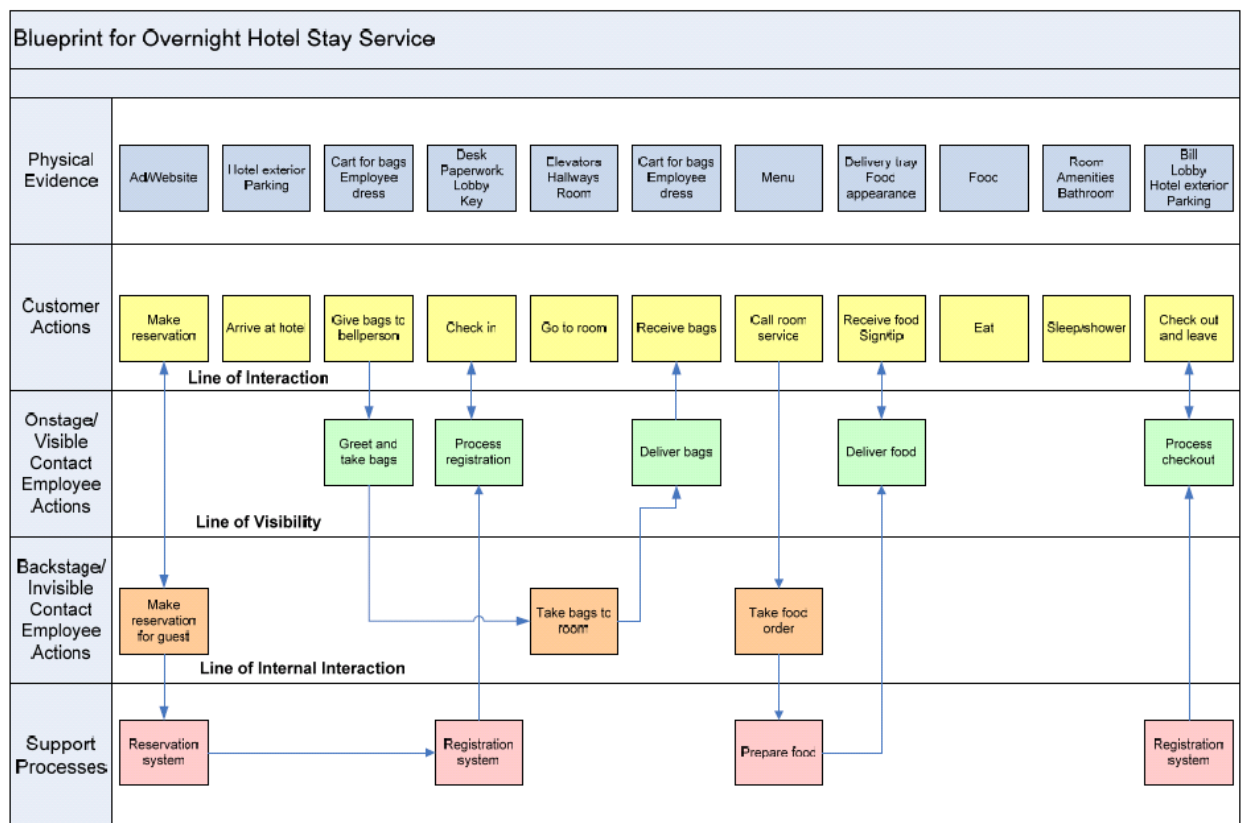 Blueprint for Overnight Hotel Stay Service
Physical
Evidence
Ad/Website
Hotel exterior
Parking
Cart for bags
Employee
dress
Desk
Paperwork
Lobby
Key
Elevators
Hallways
Room
Cart for bags
Employee
dress
Menu
Delivery tray
Food
appearance
Food
Room
Amenities
Bathroom
Bill
Lobby
Hotel exterior
Parking
Customer
Actions
Make
reservation
Arrive at hotel
Give bags to
bellperson
Check in
Go to room
Receive bags
Call room
service
Receive food
Sign/tip
Eat
Sleep/shower
Check out
and leave
Line of Interaction
Onstage/
Visible
Contact
Employee
Actions
Greet and
take bags
Process
registration
Deliver bags
Deliver food
Process
checkout
Line of Visibility
Backstage/
Invisible
Contact
Employee
Actions
Make
reservation
for guest
Take bags to
room
Take food
order
Line of Internal Interaction
Support
Processes
Reservation
system
Registration
system
Prepare food
Registration
system